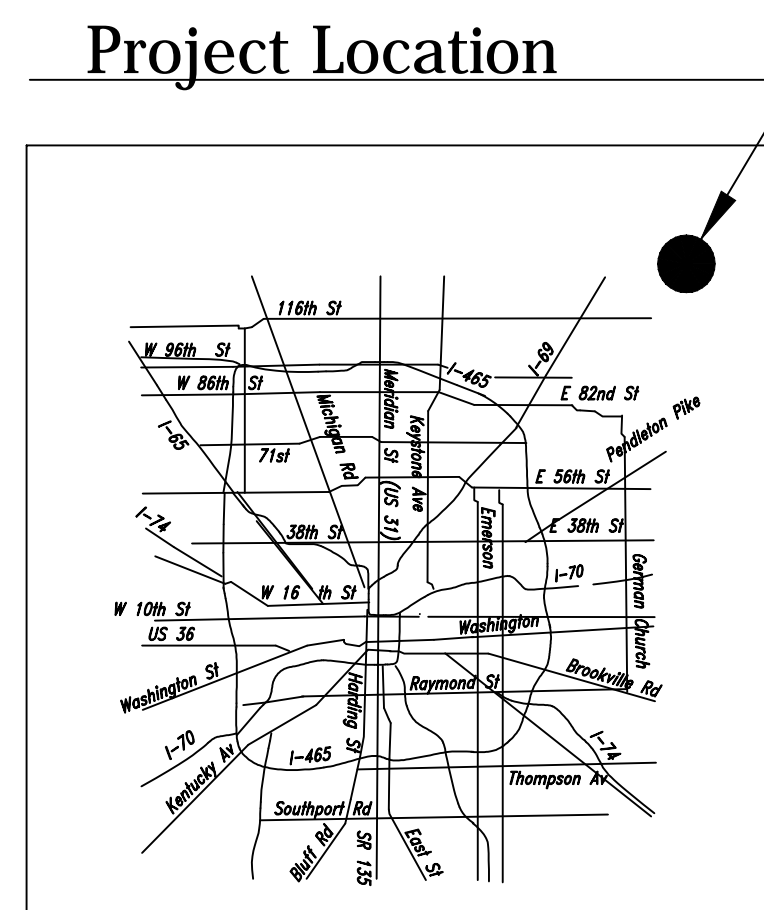 Project Location
116th St
W 96th St
I-465
I-69
W 86th St
E 82nd St
Meridian St (US 31)
Michigan Rd
Keystone Ave
Pendleton Pike
I-65
71st
E 56th St
I-74
38th St
Emerson
E 38th St
I-70
German Church
W 16 th St
W 10th St
US 36
Washington
Washington St
Harding St
Raymond St
Brookville Rd
I-70
Kentucky Av
I-465
I-74
Thompson Av
Southport Rd
Bluff Rd
SR 135
East St